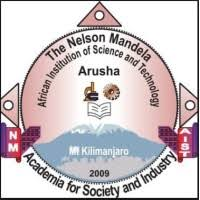 The Nelson Mandela
African Institution of Science and Technology
Arusha
NM
AIST
Mt Kilimanjaro
2009
Academia for Society and Industry